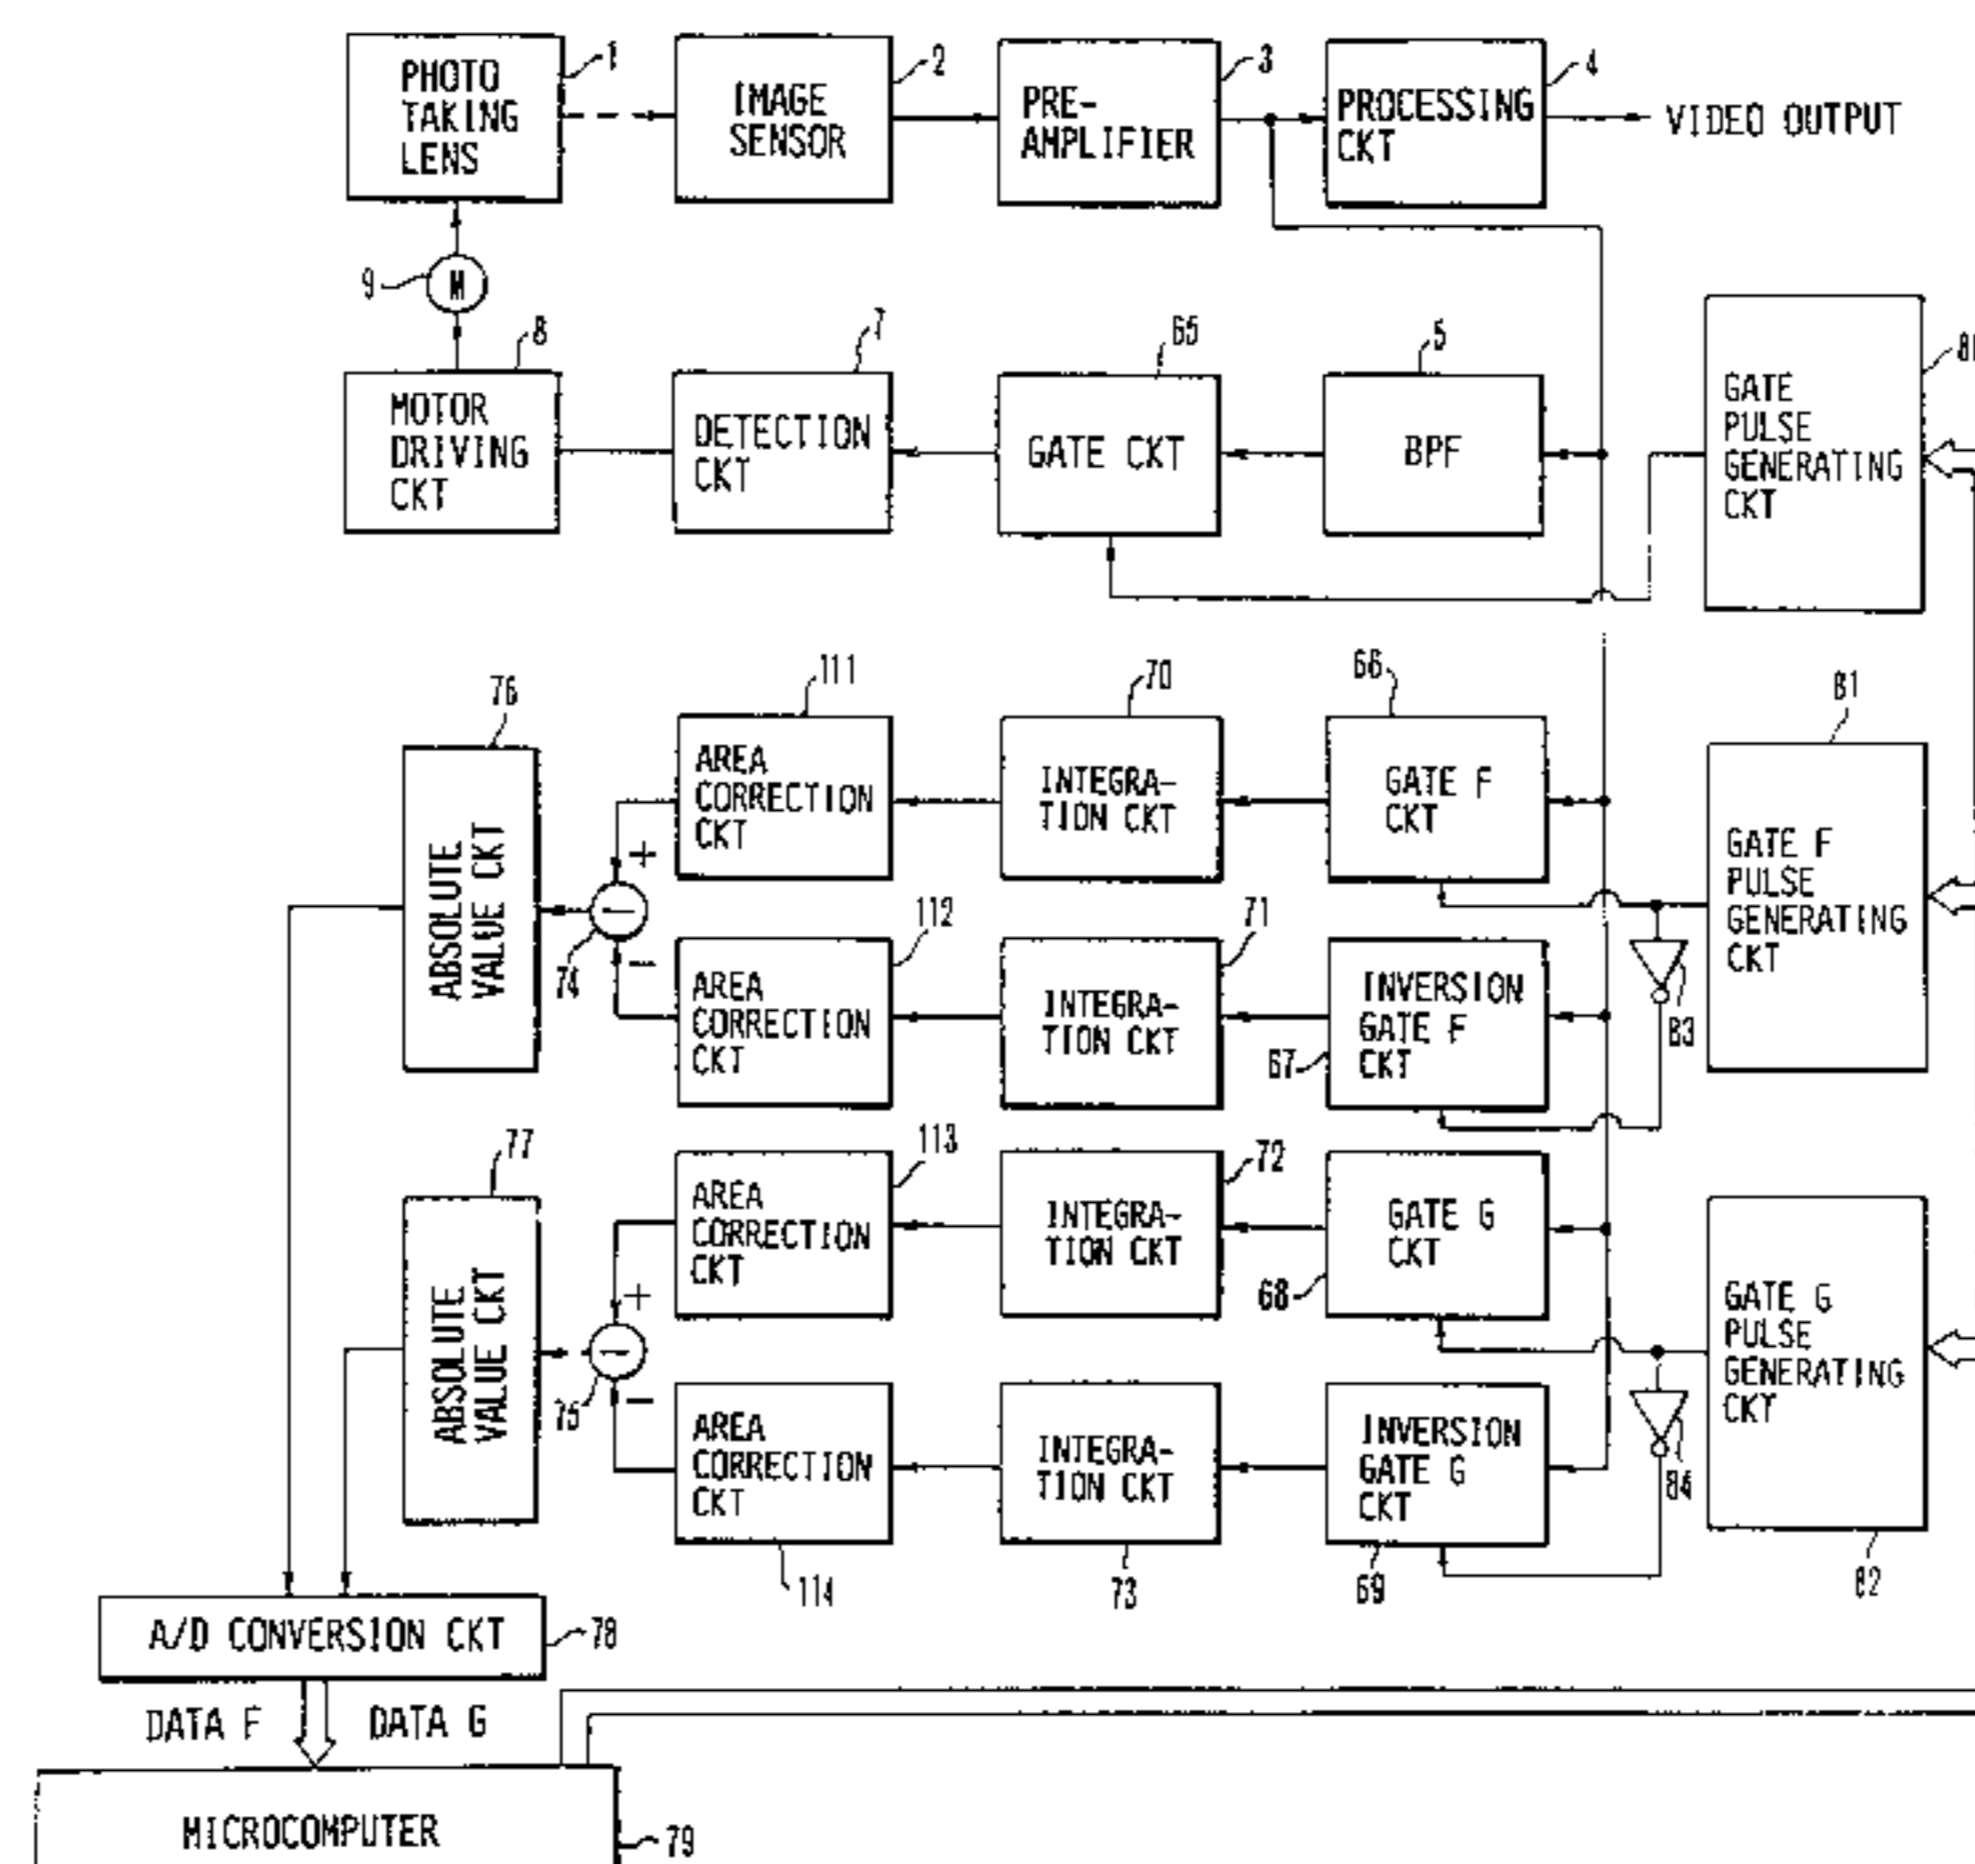 PHOTO
TAKING
LENS
1
IMAGE
SENSOR
2
PRE-
AMPLIFIER
3
PROCESSING
CKT
4
VIDEO OUTPUT
9
M
MOTOR
DRIVING
CKT
8
DETECTION
CKT
7
GATE CKT
65
BPF
5
GATE
PULSE
GENERATING
CKT
ABSOLUTE
VALUE CKT
76
AREA
CORRECTION
CKT
111
INTEGRA-
TION CKT
70
GATE F
CKT
66
GATE F
PULSE
GENERATING
CKT
81
+
-
74
AREA
CORRECTION
CKT
112
INTEGRA-
TION CKT
71
INVERSION
GATE F
CKT
67
83
ABSOLUTE
VALUE CKT
77
AREA
CORRECTION
CKT
113
INTEGRA-
TION CKT
72
GATE G
CKT
68
GATE G
PULSE
GENERATING
CKT
82
+
-
75
AREA
CORRECTION
CKT
114
INTEGRA-
TION CKT
73
INVERSION
GATE G
CKT
69
84
A/D CONVERSION CKT
78
DATA F
DATA G
MICROCOMPUTER
79